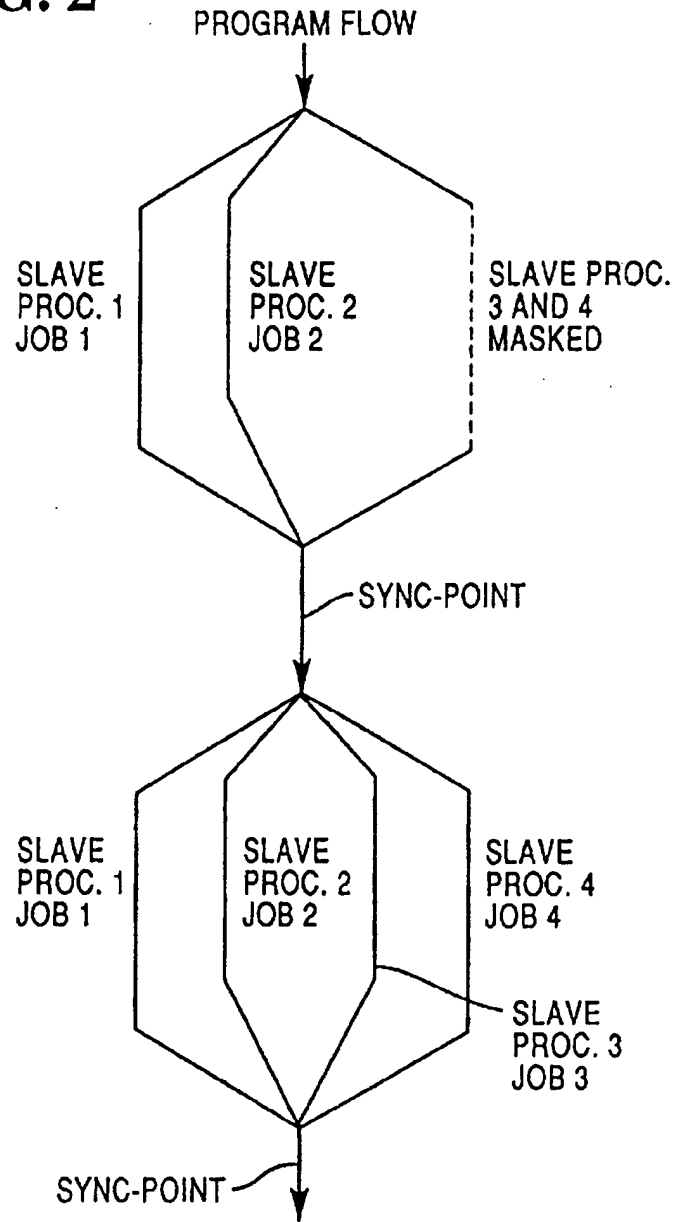 G. 2
PROGRAM FLOW
SLAVE
PROC. 1
JOB 1
SLAVE
PROC. 2
JOB 2
SLAVE PROC.
3 AND 4
MASKED
SYNC-POINT
SLAVE
PROC. 1
JOB 1
SLAVE
PROC. 2
JOB 2
SLAVE
PROC. 4
JOB 4
SLAVE
PROC. 3
JOB 3
SYNC-POINT